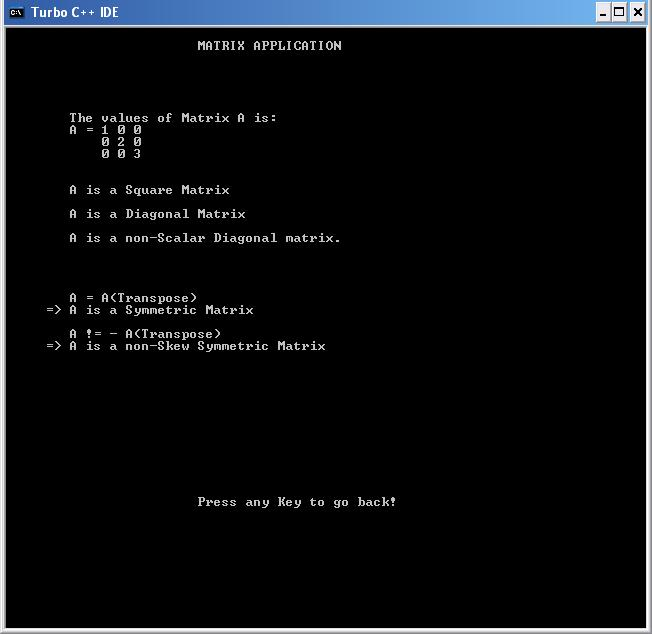 Turbo C++ IDE
MATRIX APPLICATION
The values of Matrix A is:
A = 1 0 0
0 2 0
0 0 3
A is a Square Matrix
A is a Diagonal Matrix
A is a non-Scalar Diagonal matrix.
A = A(Transpose)
=> A is a Symmetric Matrix
A != - A(Transpose)
=> A is a non-Skew Symmetric Matrix
Press any Key to go back!